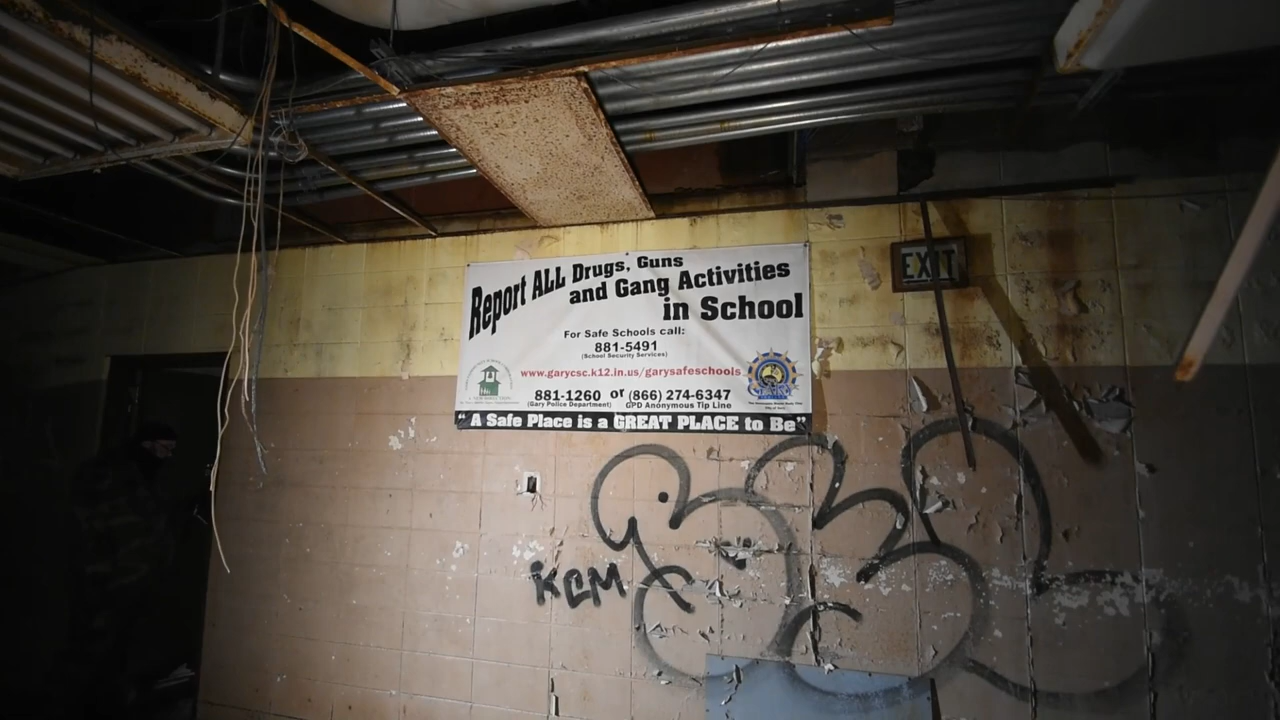 Report ALL Drugs, Guns
and Gang Activities
in School
For Safe Schools call:
881-5491
(School Security Services)
www.garycsc.k12.in.us/garysafeschools
881-1260 or (866) 274-6347
(Gary Police Department) GPD Anonymous Tip Line
"A Safe Place is a GREAT PLACE to Be"
EXIT
KCM